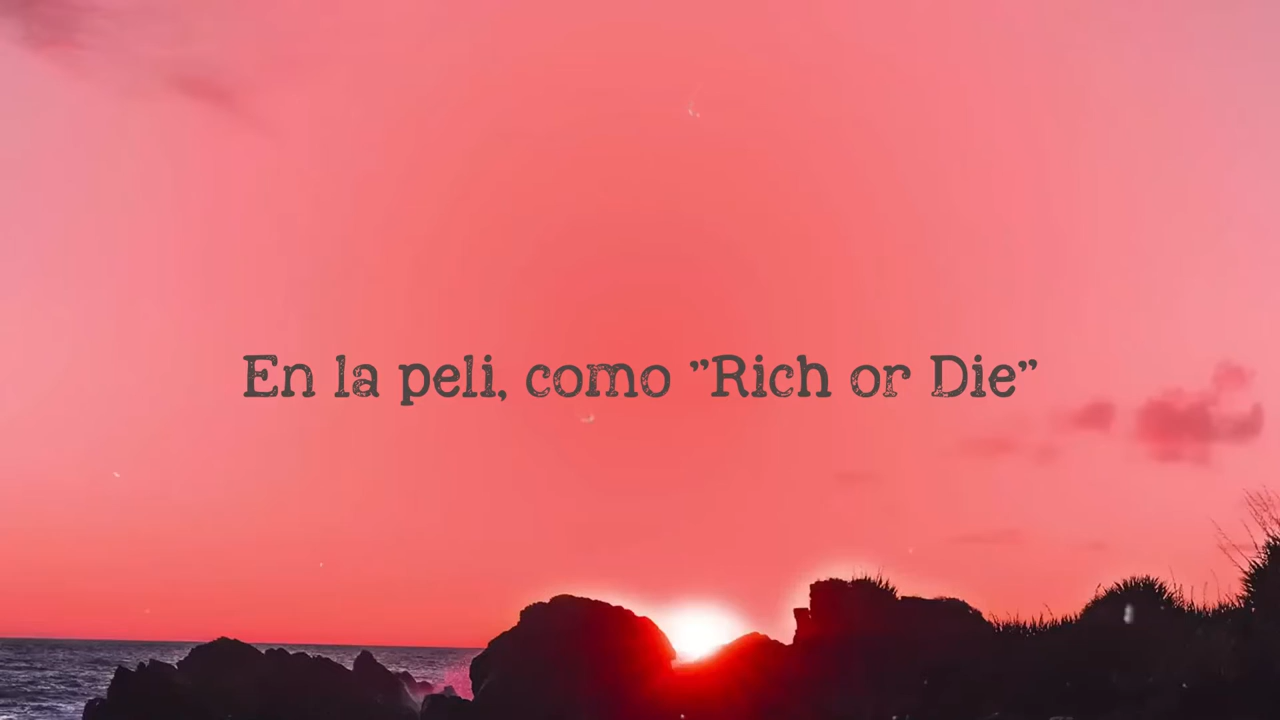 En la peli, como ”Rich or Die”